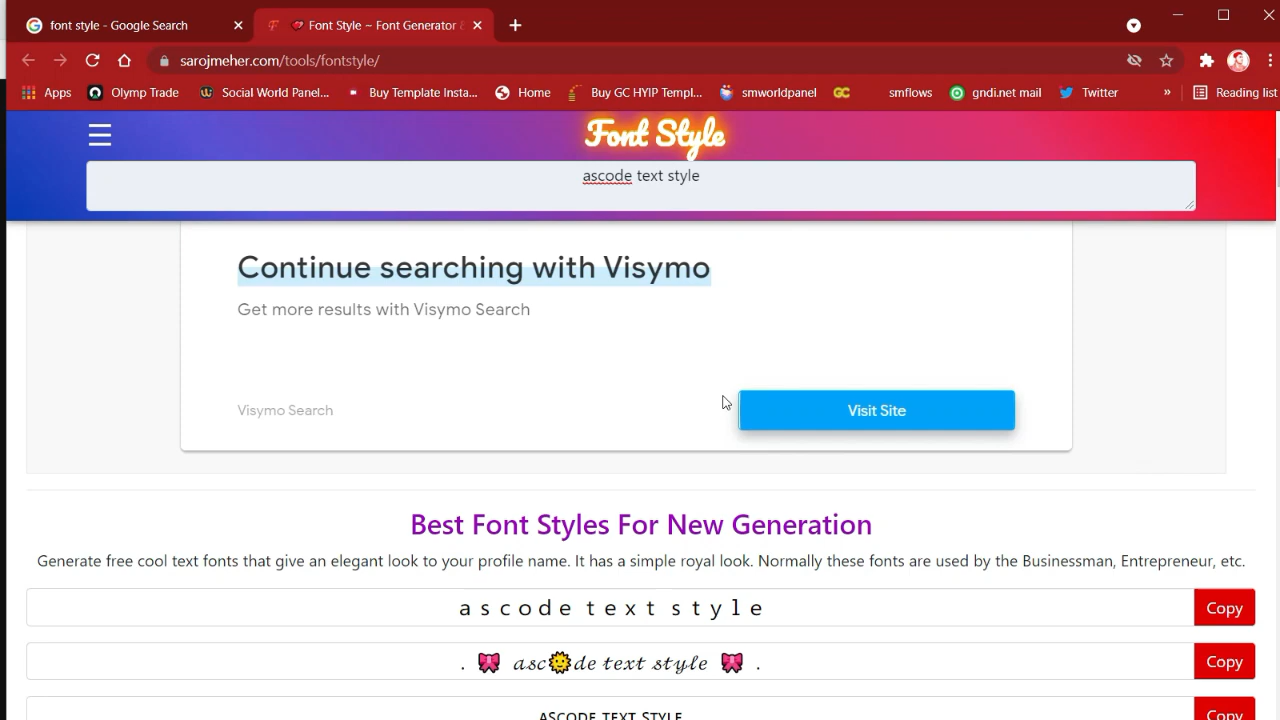 font style - Google Search
Font Style ~ Font Generator &
sarojmeher.com/tools/fontstyle/
Apps
Olymp Trade
Social World Panel...
Buy Template Insta...
Home
Buy GC HYIP Templ...
smworldpanel
GC
smflows
gndi.net mail
Twitter
»
Reading list
Font Style
ascode text style
Continue searching with Visymo
Get more results with Visymo Search
Visymo Search
Visit Site
Best Font Styles For New Generation
Generate free cool text fonts that give an elegant look to your profile name. It has a simple royal look. Normally these fonts are used by the Businessman, Entrepreneur, etc.
a s c o d e  t e x t  s t y l e
Copy
. 🎀 𝒶𝓈𝒸🌞𝒹𝑒 𝓉𝑒𝓍𝓉 𝓈𝓉𝓎𝓁𝑒 🎀 .
Copy
ASCODE TEXT STYLE
Copy